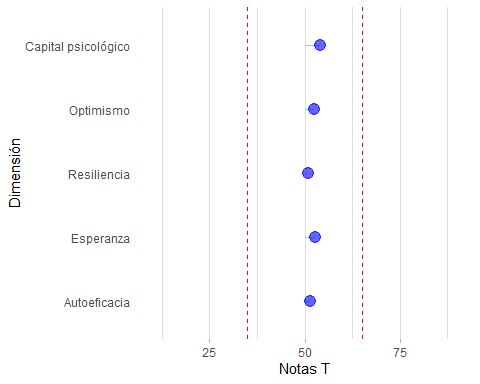 Capital psicológico
Optimismo
Resiliencia
Esperanza
Autoeficacia
Dimensión
25 50 75
Notas T